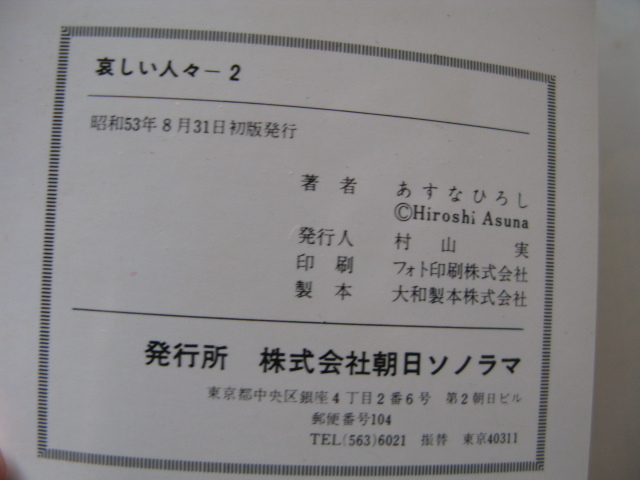 哀しい人々－2
昭和53年8月31日初版発行
著者 あすなひろし
©Hiroshi Asuna
発行人 村山実
印刷 フォト印刷株式会社
製本 大和製本株式会社
発行所 株式会社朝日ソノラマ
東京都中央区銀座4丁目2番6号 第2朝日ビル
郵便番号104
TEL(563)6021 振替 東京40311